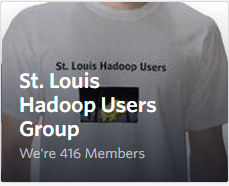 St. Louis Hadoop Users
St. Louis
Hadoop Users
Group
We're 416 Members